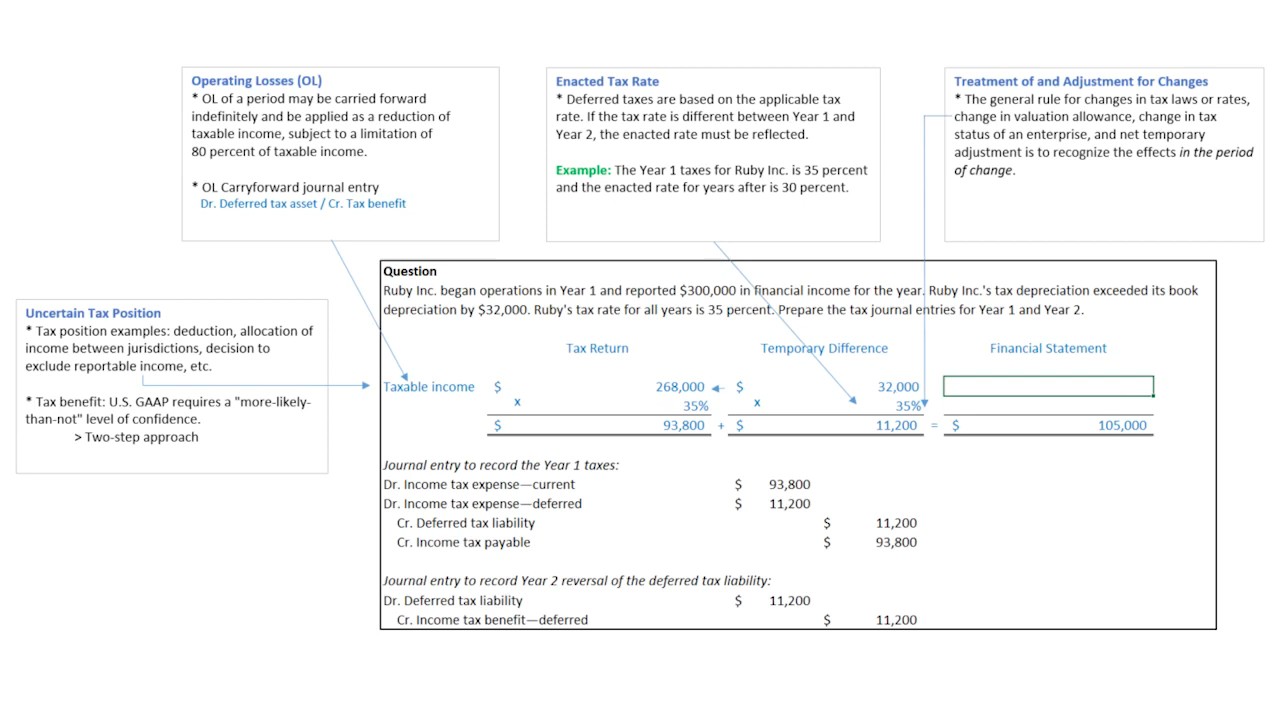 Operating Losses (OL)
* OL of a period may be carried forward
indefinitely and be applied as a reduction of
taxable income, subject to a limitation of
80 percent of taxable income.
* OL Carryforward journal entry
Dr. Deferred tax asset / Cr. Tax benefit
Enacted Tax Rate
* Deferred taxes are based on the applicable tax
rate. If the tax rate is different between Year 1 and
Year 2, the enacted rate must be reflected.
Example: The Year 1 taxes for Ruby Inc. is 35 percent
and the enacted rate for years after is 30 percent.
Treatment of and Adjustment for Changes
* The general rule for changes in tax laws or rates,
change in valuation allowance, change in tax
status of an enterprise, and net temporary
adjustment is to recognize the effects in the period
of change.
Uncertain Tax Position
* Tax position examples: deduction, allocation of
income between jurisdictions, decision to
exclude reportable income, etc.
* Tax benefit: U.S. GAAP requires a "more-likely-
than-not" level of confidence.
> Two-step approach
Question
Ruby Inc. began operations in Year 1 and reported $300,000 in financial income for the year. Ruby Inc.'s tax depreciation exceeded its book
depreciation by $32,000. Ruby's tax rate for all years is 35 percent. Prepare the tax journal entries for Year 1 and Year 2.
Tax Return Temporary Difference Financial Statement
Taxable income $ 268,000 $ 32,000
x 35% x 35%
$ 93,800 + $ 11,200 = $ 105,000
Journal entry to record the Year 1 taxes:
Dr. Income tax expense—current $ 93,800
Dr. Income tax expense—deferred $ 11,200
Cr. Deferred tax liability $ 11,200
Cr. Income tax payable $ 93,800
Journal entry to record Year 2 reversal of the deferred tax liability:
Dr. Deferred tax liability $ 11,200
Cr. Income tax benefit—deferred $ 11,200